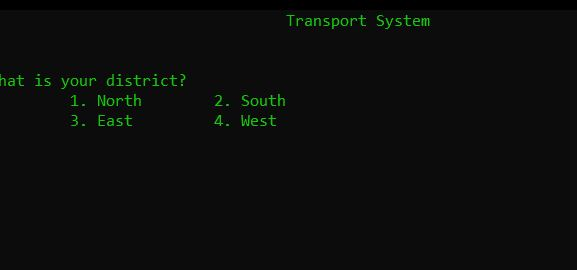 Transport System
hat is your district?
1. North 2. South
3. East 4. West